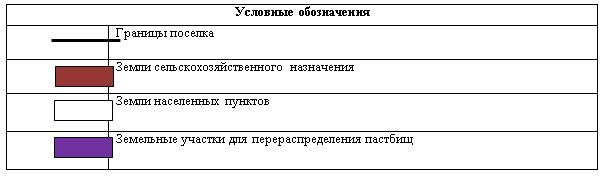 Условные обозначения
Границы поселка
Земли сельскохозяйственного назначения
Земли населенных пунктов
Земельные участки для перераспределения пастбищ